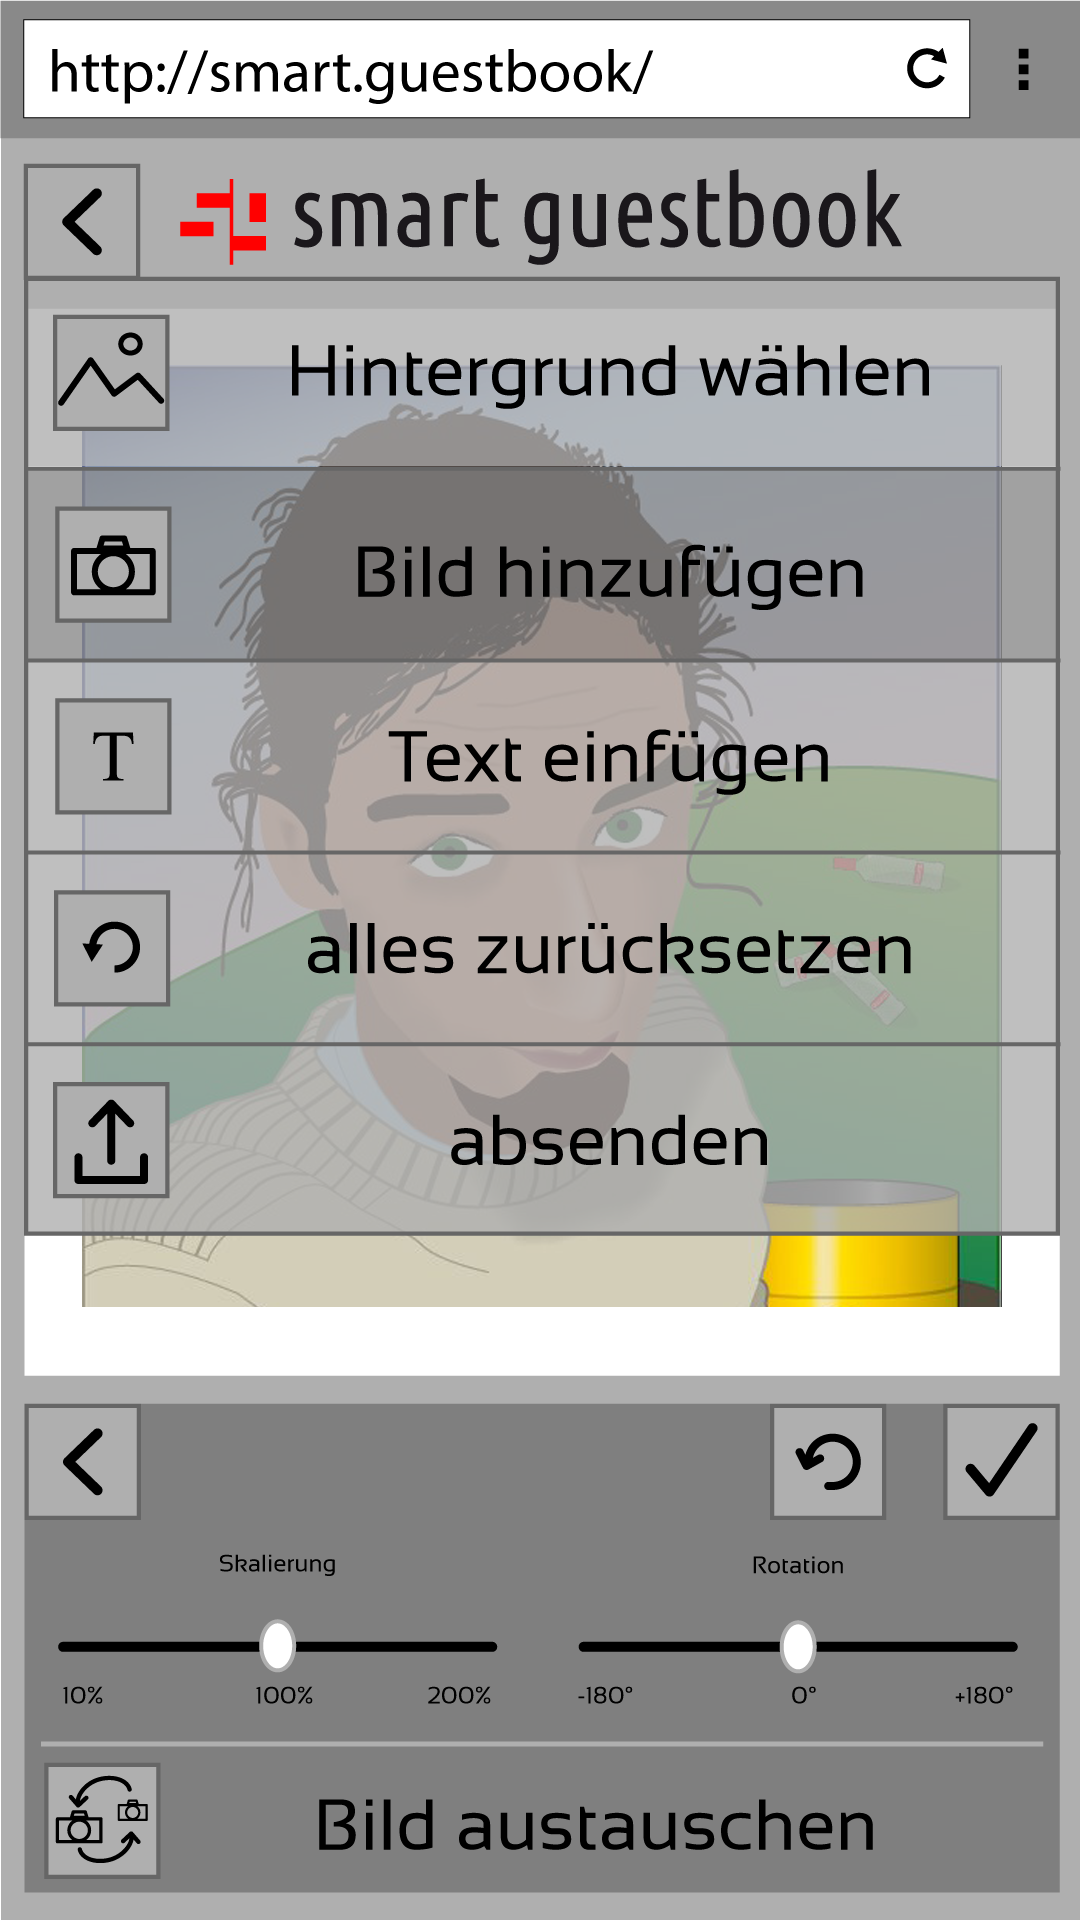 http://smart.guestbook/
smart guestbook
Hintergrund wählen
Bild hinzufügen
T
Text einfügen
alles zurücksetzen
absenden
Skalierung
Rotation
10% 100% 200%
-180° 0° +180°
Bild austauschen